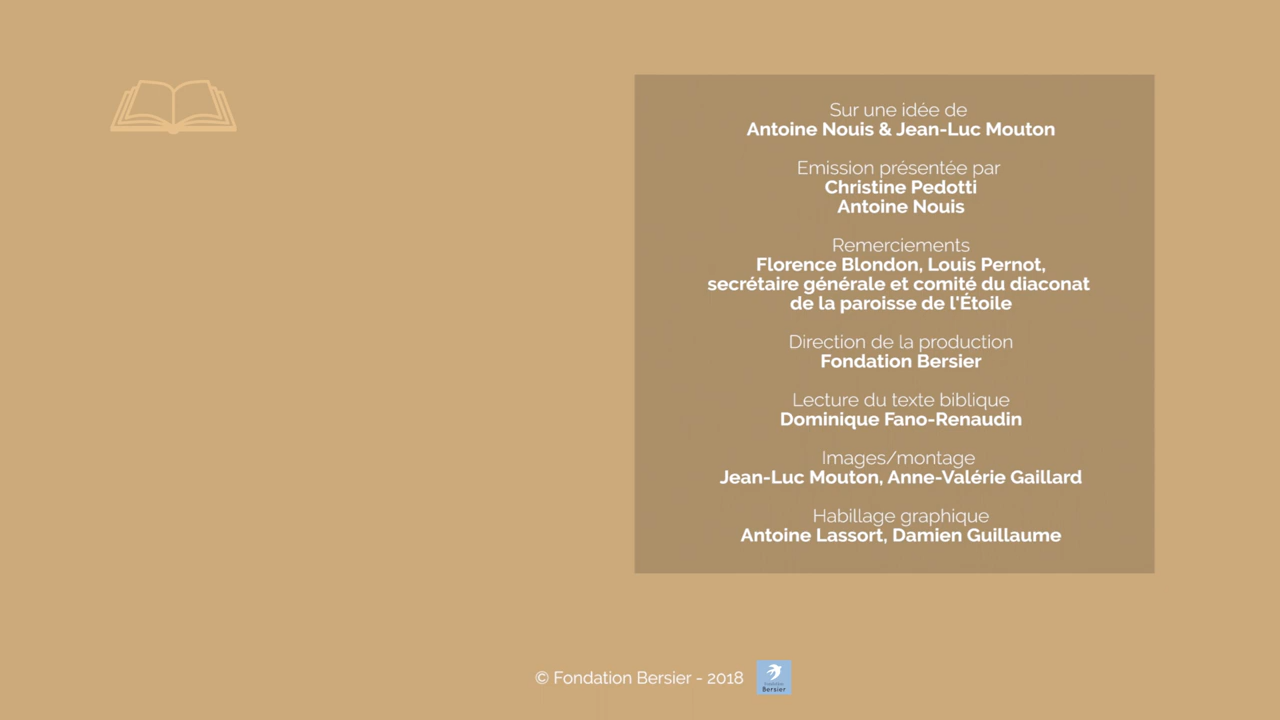 Sur une idée de
Antoine Nouis & Jean-Luc Mouton
Emission présentée par
Christine Pedotti
Antoine Nouis
Remerciements
Florence Blondon, Louis Pernot,
secrétaire générale et comité du diaconat
de la paroisse de l'Étoile
Direction de la production
Fondation Bersier
Lecture du texte biblique
Dominique Fano-Renaudin
Images/montage
Jean-Luc Mouton, Anne-Valérie Gaillard
Habillage graphique
Antoine Lassort, Damien Guillaume
© Fondation Bersier - 2018
Fondation
Bersier